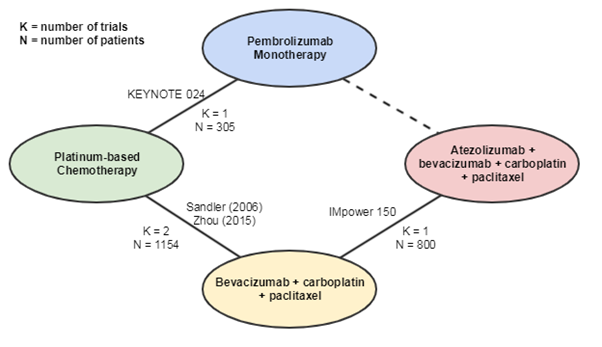 K = number of trials
N = number of patients
Pembrolizumab
Monotherapy
KEYNOTE 024
K = 1
N = 305
Platinum-based
Chemotherapy
Atezolizumab +
bevacizumab + carboplatin
+ paclitaxel
Sandler (2006)
Zhou (2015)
K = 2
N = 1154
IMpower 150
K = 1
N = 800
Bevacizumab + carboplatin
+ paclitaxel